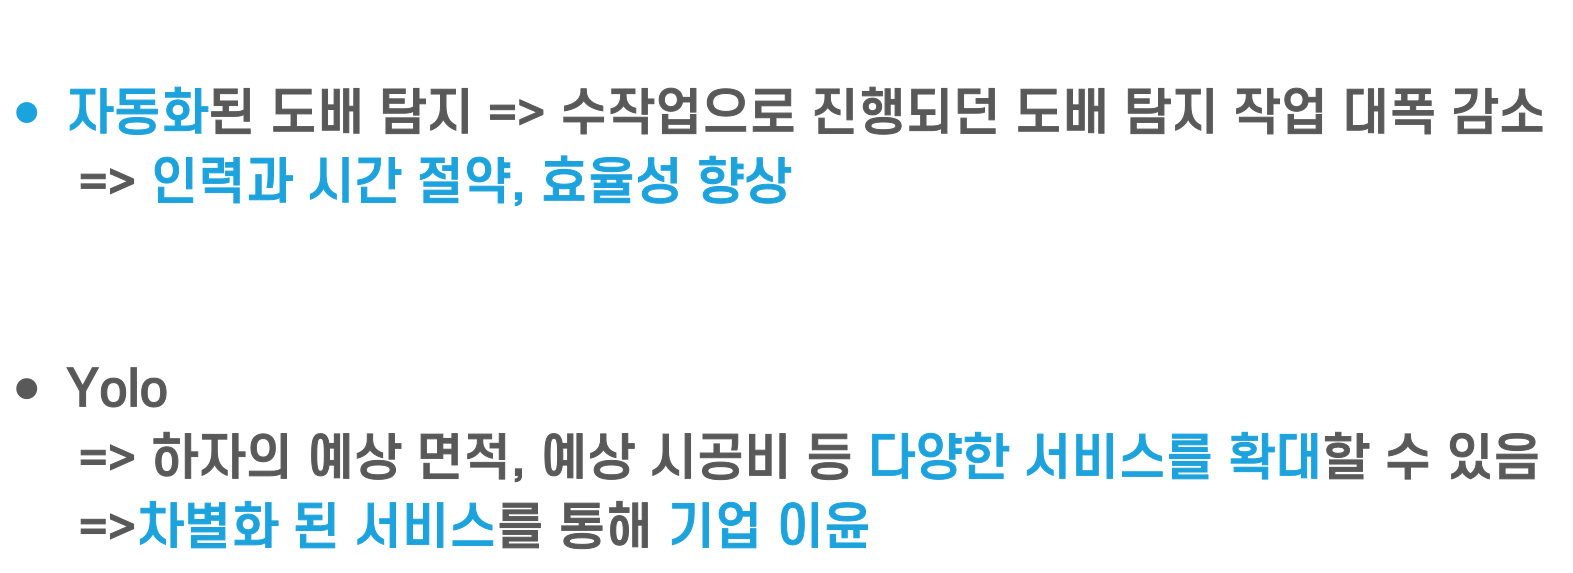 • 자동화된 도배 탐지 => 수작업으로 진행되던 도배 탐지 작업 대폭 감소
=> 인력과 시간 절약, 효율성 향상
• Yolo
=> 하자의 예상 면적, 예상 시공비 등 다양한 서비스를 확대할 수 있음
=>차별화 된 서비스를 통해 기업 이윤